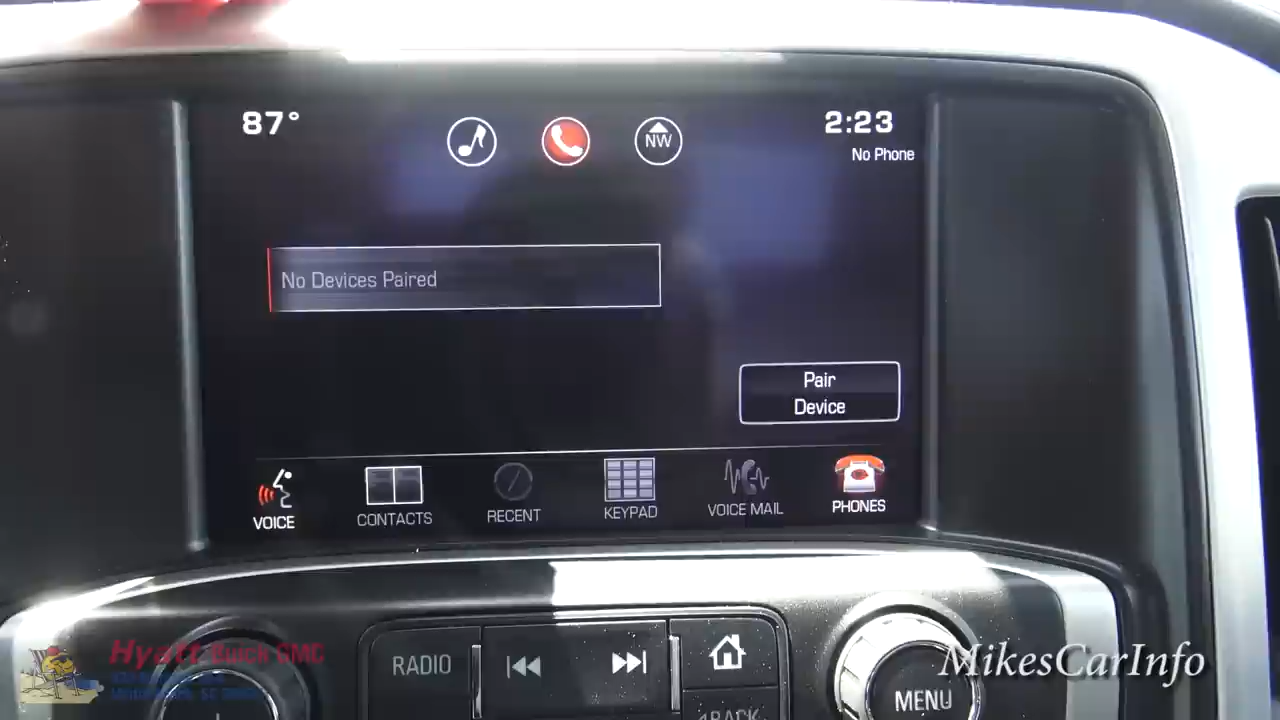 87°
NW
2:23
No Phone
No Devices Paired
Pair
Device
VOICE
CONTACTS
RECENT
KEYPAD
VOICE MAIL
PHONES
RADIO
MENU
BACK
Hyatt Buick GMC
MikesCarInfo